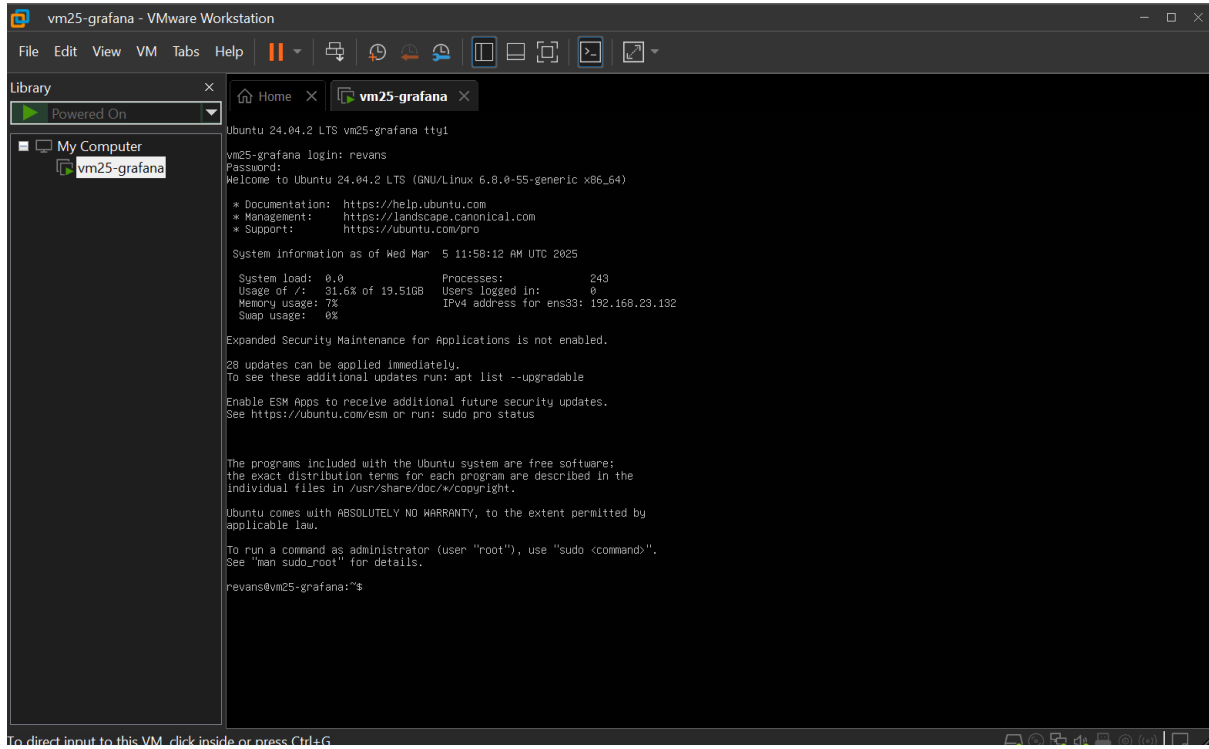 vm25-grafana - VMware Workstation
File Edit View VM Tabs Help
Library
Powered On
My Computer
vm25-grafana
Home
vm25-grafana
Ubuntu 24.04.2 LTS vm25-grafana tty1
vm25-grafana login: revans
Password:
Welcome to Ubuntu 24.04.2 LTS (GNU/Linux 6.8.0-55-generic x86_64)
* Documentation: https://help.ubuntu.com
* Management: https://landscape.canonical.com
* Support: https://ubuntu.com/pro
System information as of Wed Mar 5 11:58:12 AM UTC 2025
System load: 0.0 Processes: 243
Usage of /: 31.6% of 19.51GB Users logged in: 0
Memory usage: 7% IPv4 address for ens33: 192.168.23.132
Swap usage: 0%
Expanded Security Maintenance for Applications is not enabled.
28 updates can be applied immediately.
To see these additional updates run: apt list --upgradable
Enable ESM Apps to receive additional future security updates.
See https://ubuntu.com/esm or run: sudo pro status
The programs included with the Ubuntu system are free software;
the exact distribution terms for each program are described in the
individual files in /usr/share/doc/*/copyright.
Ubuntu comes with ABSOLUTELY NO WARRANTY, to the extent permitted by
applicable law.
To run a command as administrator (user "root"), use "sudo <command>".
See "man sudo_root" for details.
revans@vm25-grafana:~$
To direct input to this VM, click inside or press Ctrl+G.